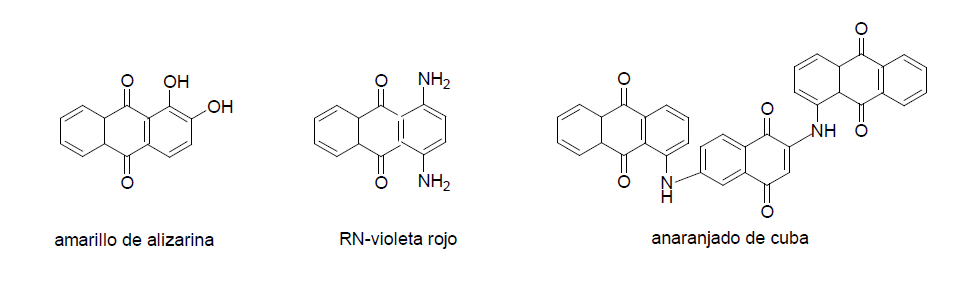 O
OH
OH
O
amarillo de alizarina
O
NH2
O
NH2
RN-violeta rojo
O
O
N
H
O
O
NH
O
O
anaranjado de cuba